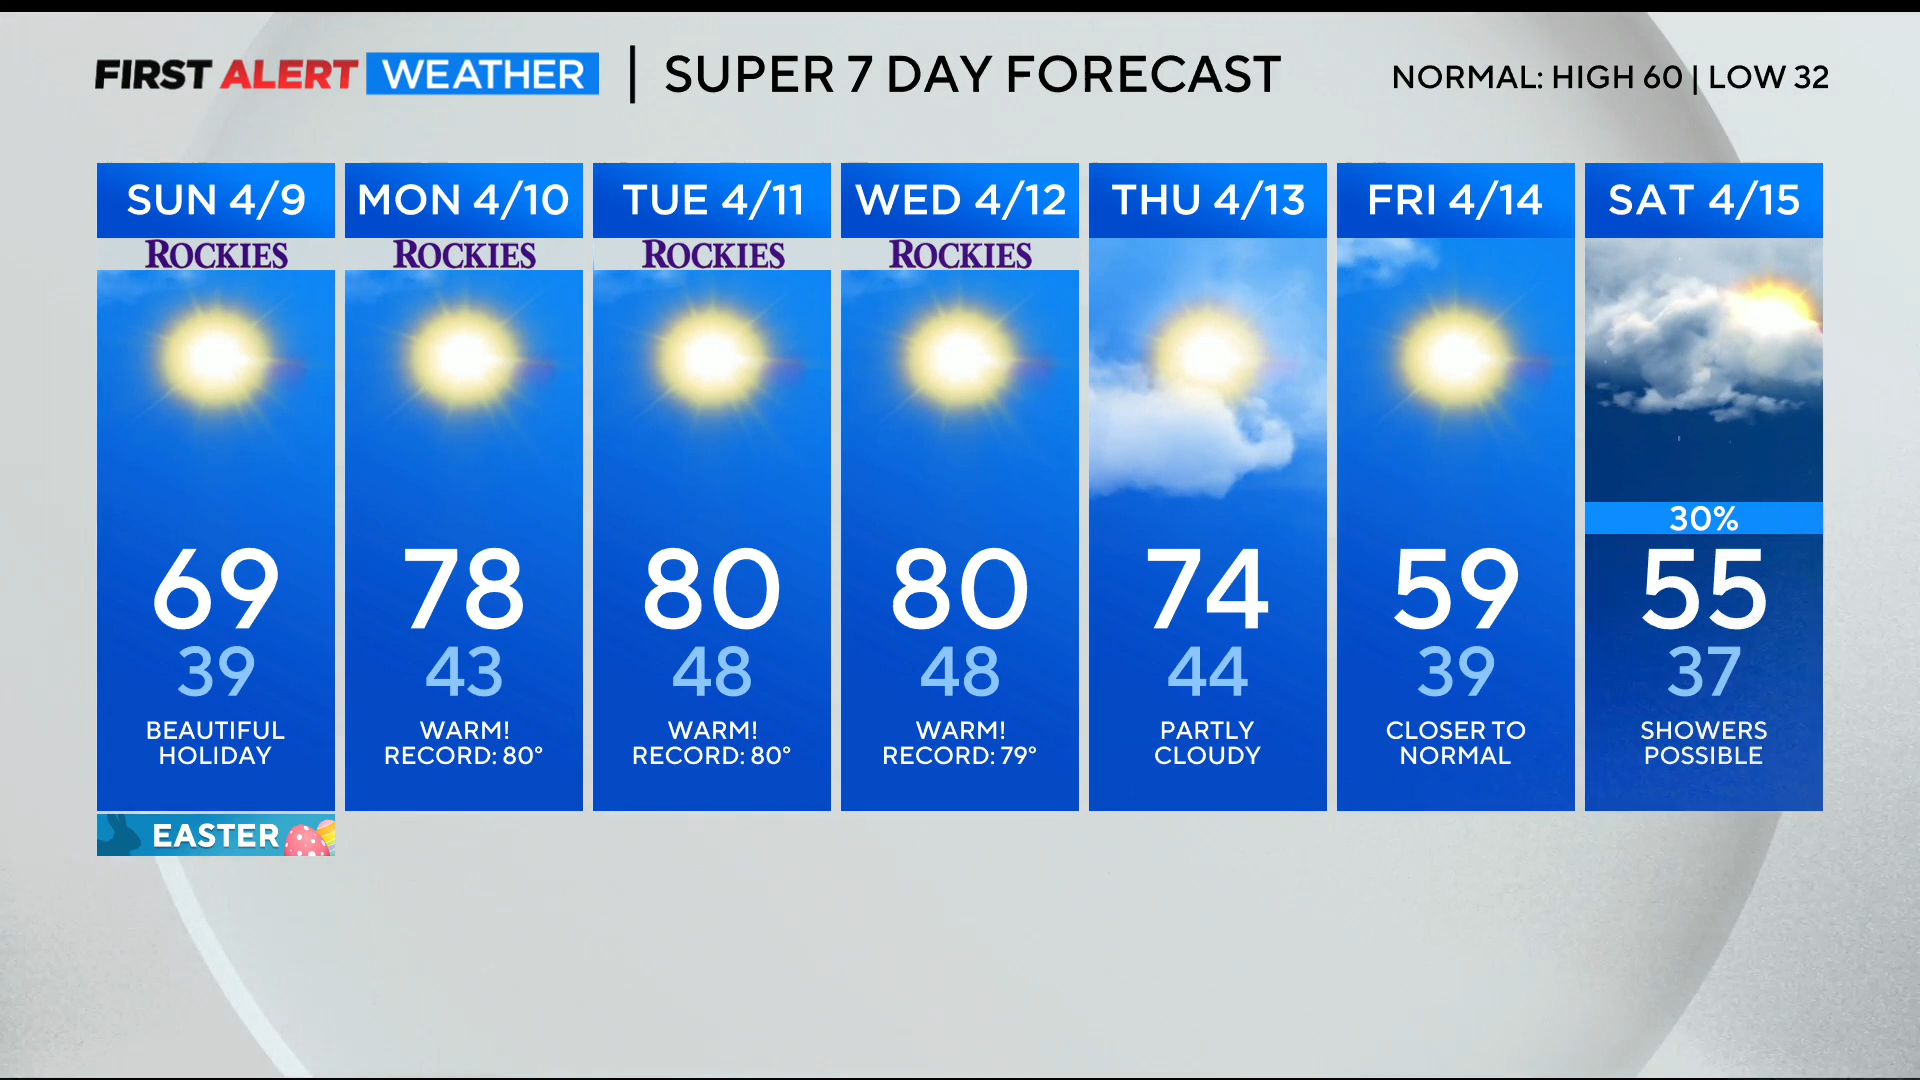 FIRST ALERT WEATHER | SUPER 7 DAY FORECAST
NORMAL: HIGH 60 | LOW 32
SUN 4/9
ROCKIES
69
39
BEAUTIFUL
HOLIDAY
EASTER
MON 4/10
ROCKIES
78
43
WARM!
RECORD: 80°
TUE 4/11
ROCKIES
80
48
WARM!
RECORD: 80°
WED 4/12
ROCKIES
80
48
WARM!
RECORD: 79°
THU 4/13
74
44
PARTLY
CLOUDY
FRI 4/14
59
39
CLOSER TO
NORMAL
SAT 4/15
30%
55
37
SHOWERS
POSSIBLE